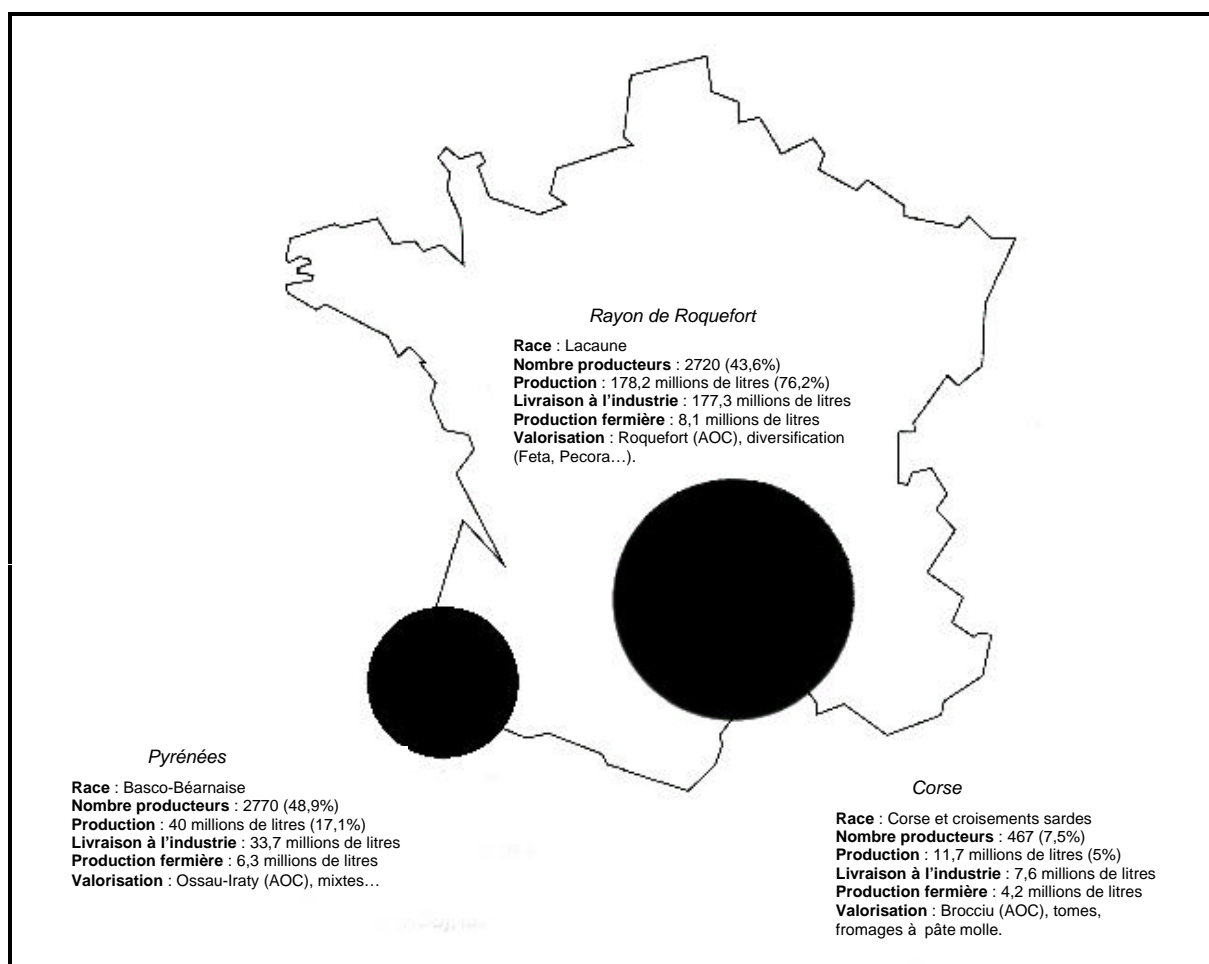 Rayon de Roquefort
Race : Lacaune
Nombre producteurs : 2720 (43,6%)
Production : 178,2 millions de litres (76,2%)
Livraison à l'industrie : 177,3 millions de litres
Production fermière : 8,1 millions de litres
Valorisation : Roquefort (AOC), diversification
(Feta, Pecora…).
Pyrénées
Race : Basco-Béarnaise
Nombre producteurs : 2770 (48,9%)
Production : 40 millions de litres (17,1%)
Livraison à l'industrie : 33,7 millions de litres
Production fermière : 6,3 millions de litres
Valorisation : Ossau-Iraty (AOC), mixtes…
Corse
Race : Corse et croisements sardes
Nombre producteurs : 467 (7,5%)
Production : 11,7 millions de litres (5%)
Livraison à l'industrie : 7,6 millions de litres
Production fermière : 4,2 millions de litres
Valorisation : Brocciu (AOC), tomes,
fromages à pâte molle.